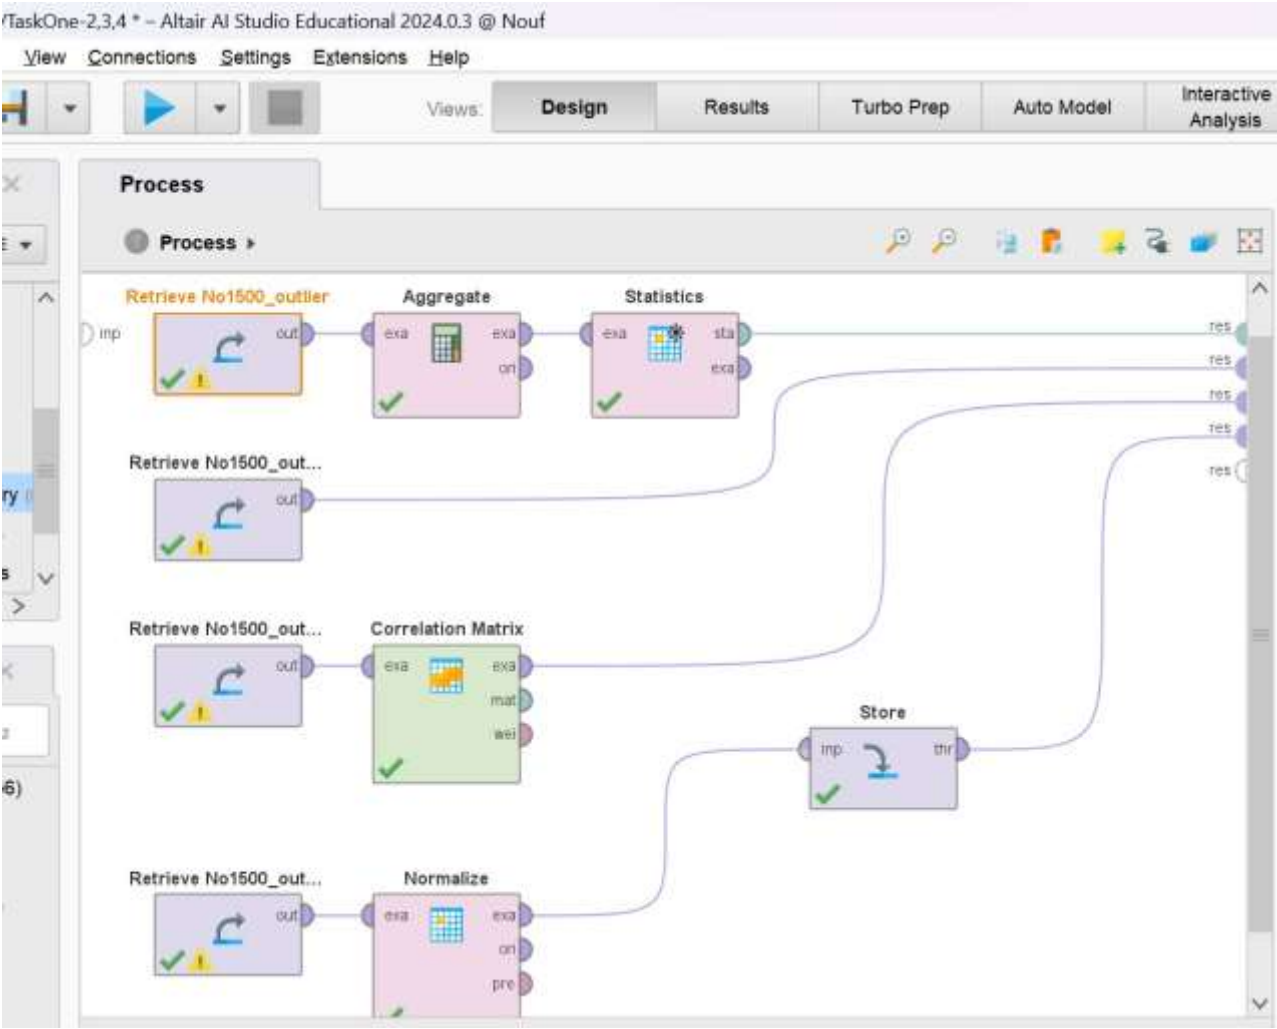 /TaskOne-2,3,4 * – Altair AI Studio Educational 2024.0.3 @ Nouf
View Connections Settings Extensions Help
Views: Design Results Turbo Prep Auto Model Interactive Analysis
Process
Process
Retrieve No1500_outlier Aggregate Statistics
inp out exa exa exa sta res
ori exa res
res
res
Retrieve No1500_out...
out res
ry
s
Retrieve No1500_out... Correlation Matrix
out exa exa
mat
wei
Store
inp thr
6)
Retrieve No1500_out... Normalize
out exa exa
ori
pre